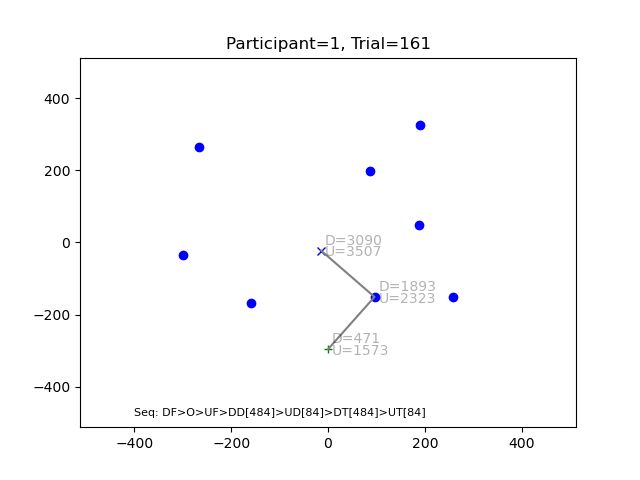 Participant=1, Trial=161
400
200
0
−200
−400
D=3090
U=3507
D=1893
U=2323
D=471
U=1573
Seq: DF>O>UF>DD[484]>UD[84]>DT[484]>UT[84]
−400
−200
0
200
400